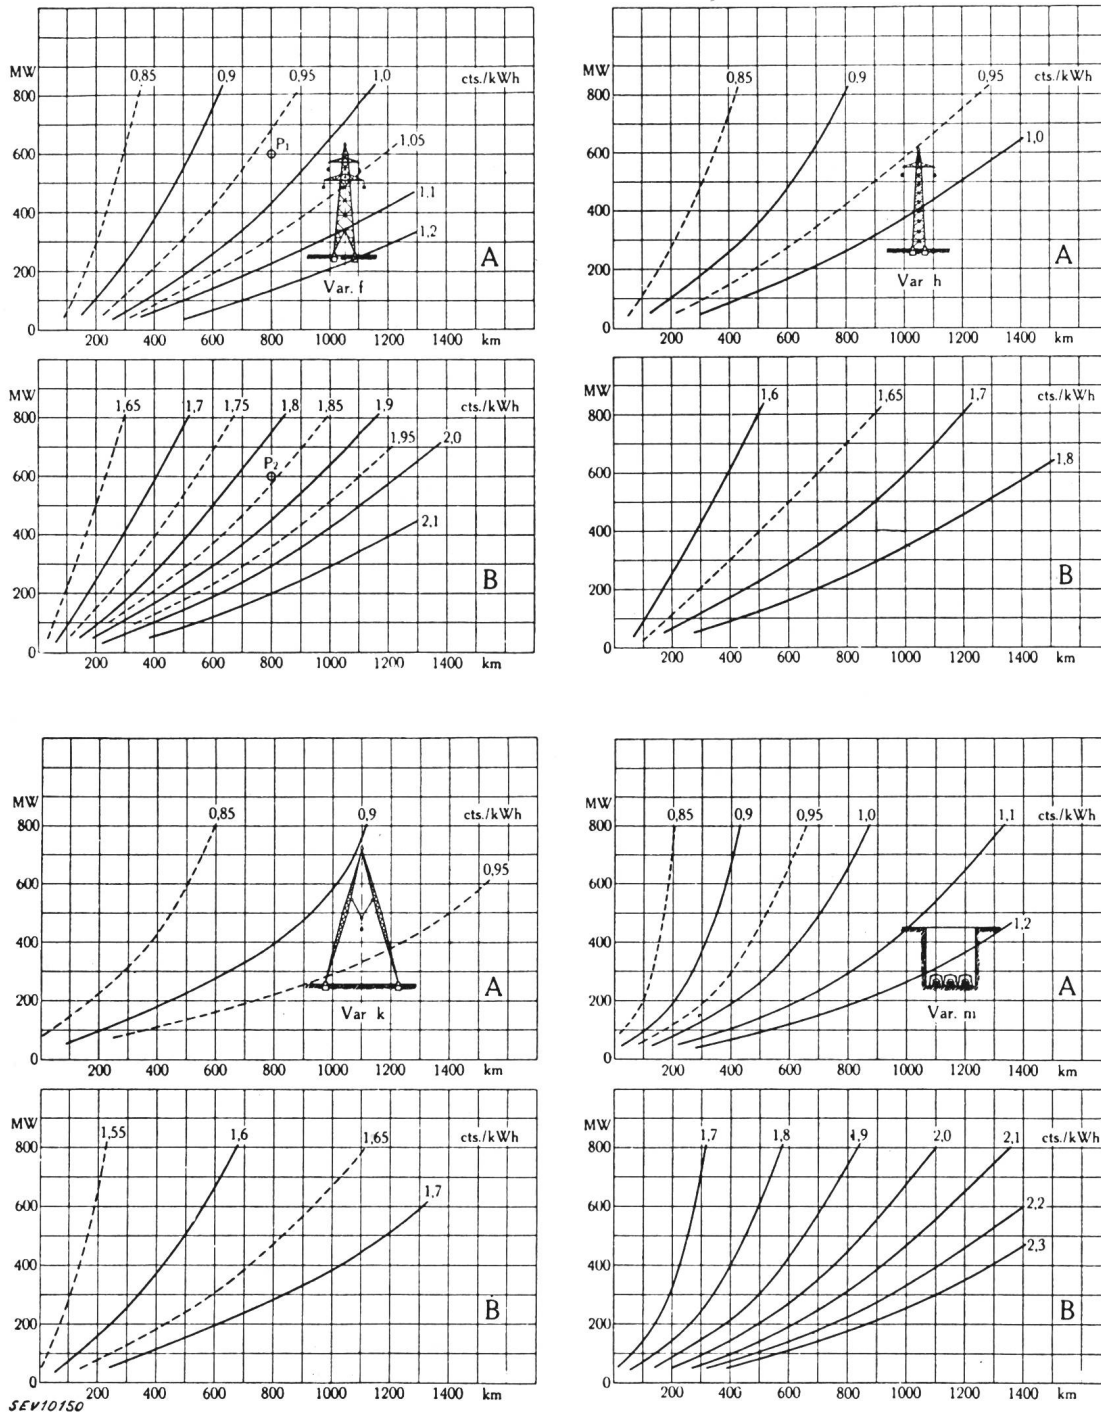 MW 0,85 0,9 0,95 1,0 cts./kWh
800
1,05
P1
600
1,1
400
1,2
A
200
Var. f
0
200 400 600 800 1000 1200 1400 km
MW 0,85 0,9 0,95 cts./kWh
800
1,0
600
400
A
200
Var h
0
200 400 600 800 1000 1200 1400 km
MW 1,65 1,7 1,75 1,8 1,85 1,9 cts./kWh
800
1,95 2,0
P2
600
2,1
400
B
200
0
200 400 600 800 1000 1200 1400 km
MW 1,6 1,65 1,7 cts./kWh
800
1,8
600
400
B
200
0
200 400 600 800 1000 1200 1400 km
MW 0,85 0,9 cts./kWh
800
0,95
600
400
A
200
Var k
0
200 400 600 800 1000 1200 1400 km
MW 0,85 0,9 0,95 1,0 1,1 cts./kWh
800
600
1,2
400
A
200
Var. m
0
200 400 600 800 1000 1200 1400 km
MW 1,55 1,6 1,65 cts./kWh
800
1,7
600
400
B
200
0
200 400 600 800 1000 1200 1400 km
MW 1,7 1,8 1,9 2,0 2,1 cts./kWh
800
2,2
600
2,3
400
B
200
0
200 400 600 800 1000 1200 1400 km
SEV10150